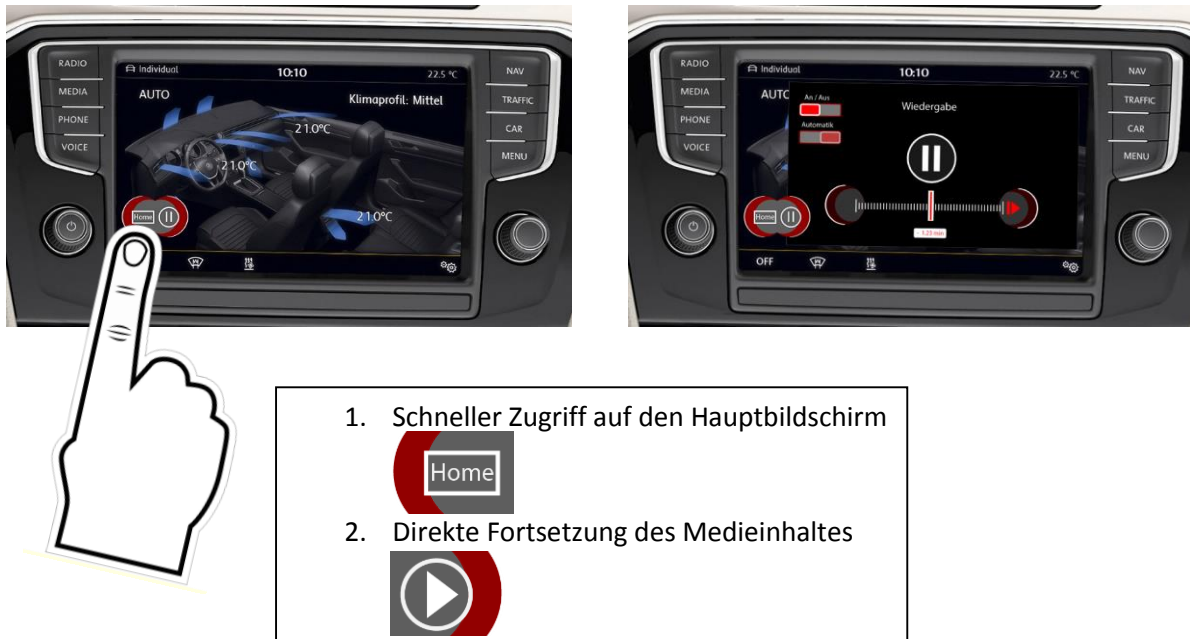 RADIO
MEDIA
PHONE
VOICE
Individual
10:10
22.5 °C
AUTO
Klimaprofil: Mittel
21.0°C
21.0°C
21.0°C
Home
NAV
TRAFFIC
CAR
MENU
RADIO
MEDIA
PHONE
VOICE
Individual
10:10
22.5 °C
AUTC
An / Aus
Automatik
Wiedergabe
Home
min
OFF
NAV
TRAFFIC
CAR
MENU
1. Schneller Zugriff auf den Hauptbildschirm
Home
2. Direkte Fortsetzung des Medieinhaltes